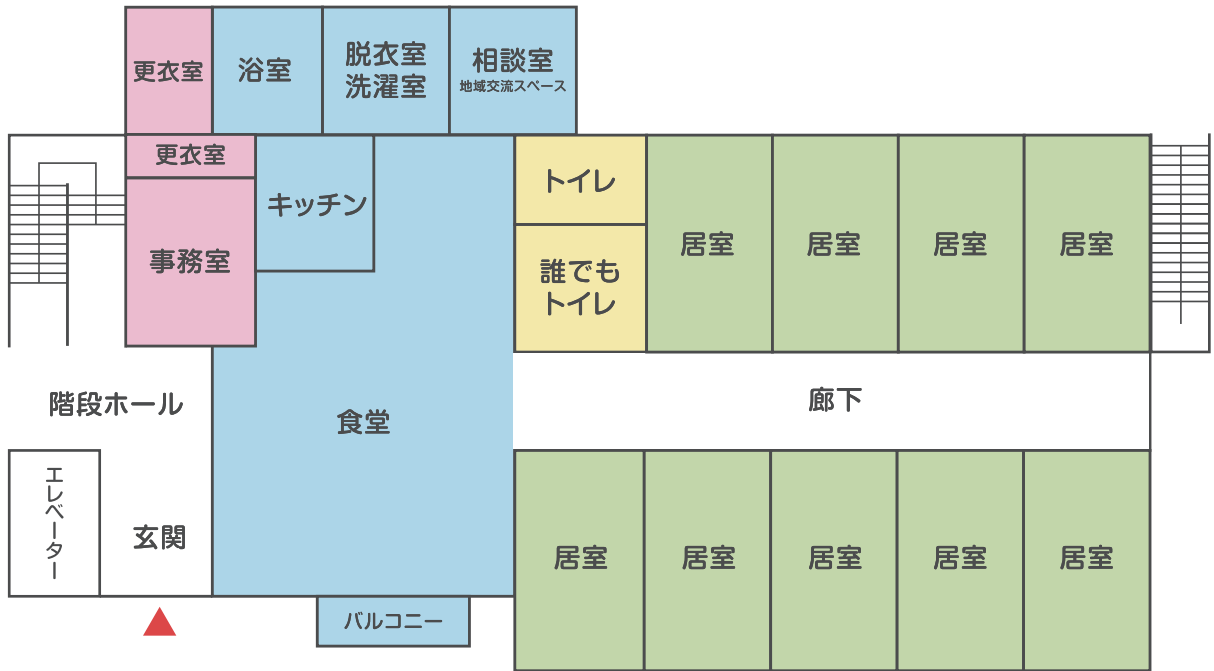 更衣室
浴室
脱衣室
洗濯室
相談室
地域交流スペース
更衣室
事務室
キッチン
トイレ
誰でも
トイレ
居室
居室
居室
居室
階段ホール
食堂
廊下
エレベーター
玄関
居室
居室
居室
居室
居室
バルコニー